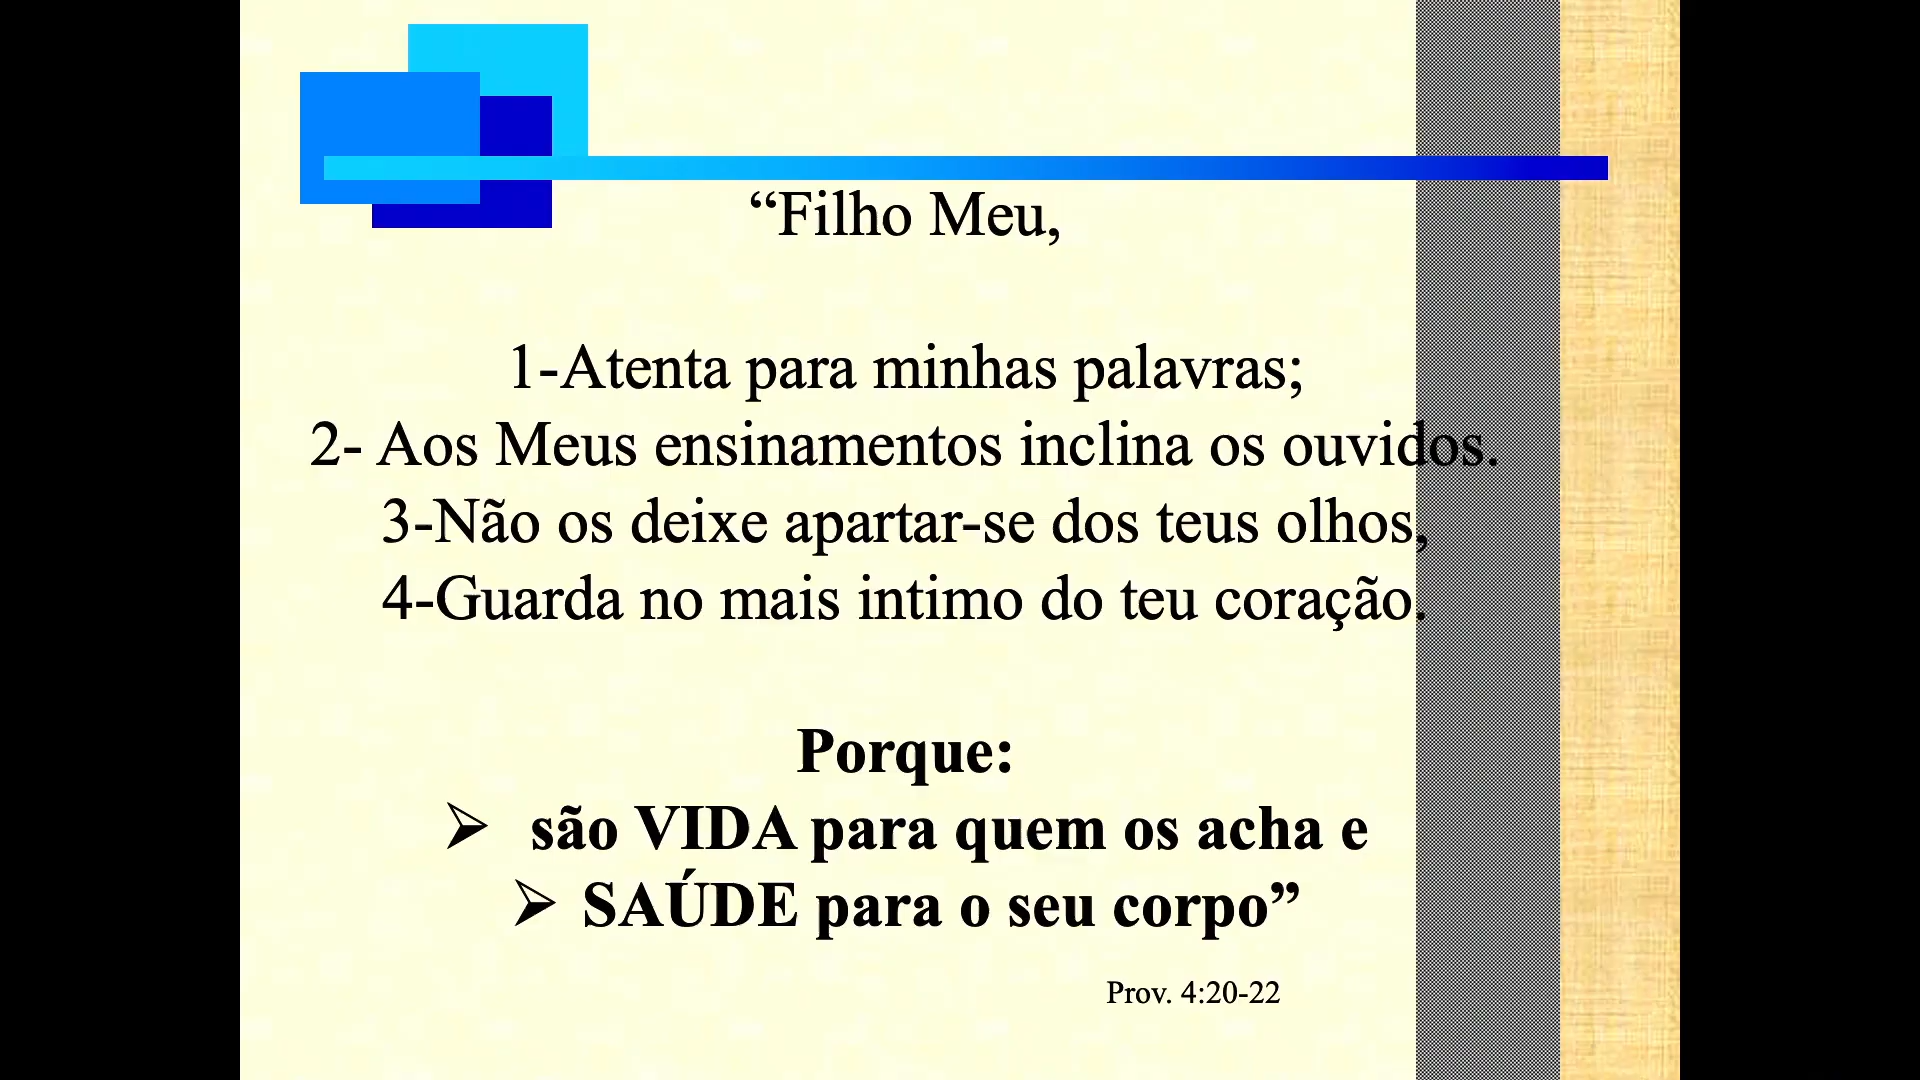 “Filho Meu,
1-Atenta para minhas palavras;
2- Aos Meus ensinamentos inclina os ouvidos.
3-Não os deixe apartar-se dos teus olhos,
4-Guarda no mais intimo do teu coração.
Porque:
➢ são VIDA para quem os acha e
➢ SAÚDE para o seu corpo”
Prov. 4:20-22